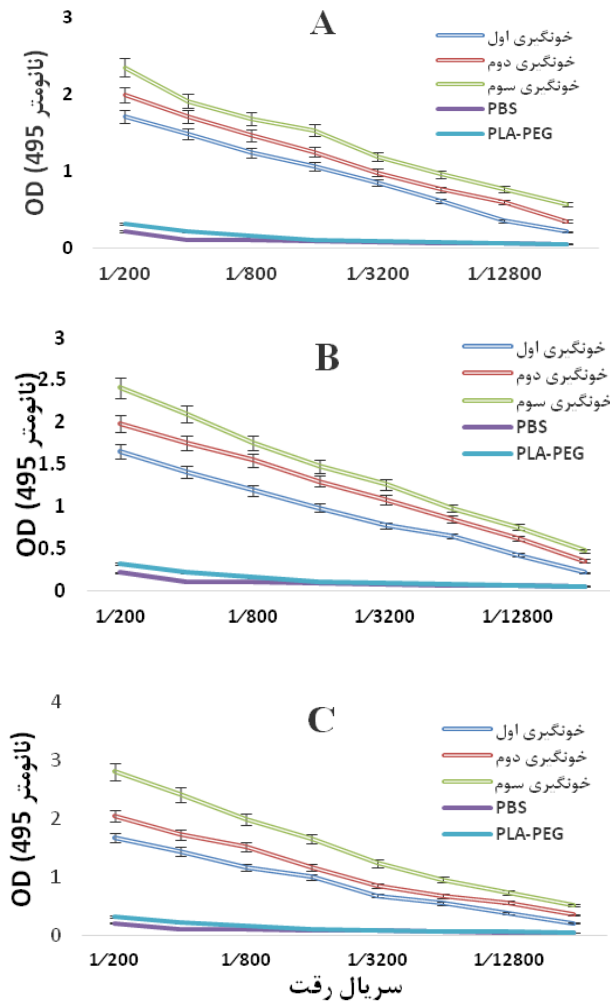 A
3
2
1
0
OD (495 نانومتر)
خونگیری اول
خونگیری دوم
خونگیری سوم
PBS
PLA-PEG
1/200
1/800
1/3200
1/12800
B
3
2.5
2
1.5
1
0.5
0
OD (495 نانومتر)
خونگیری اول
خونگیری دوم
خونگیری سوم
PBS
PLA-PEG
1/200
1/800
1/3200
1/12800
C
4
3
2
1
0
OD (495 نانومتر)
خونگیری اول
خونگیری دوم
خونگیری سوم
PBS
PLA-PEG
1/200
1/800
1/3200
1/12800
سریال رقت